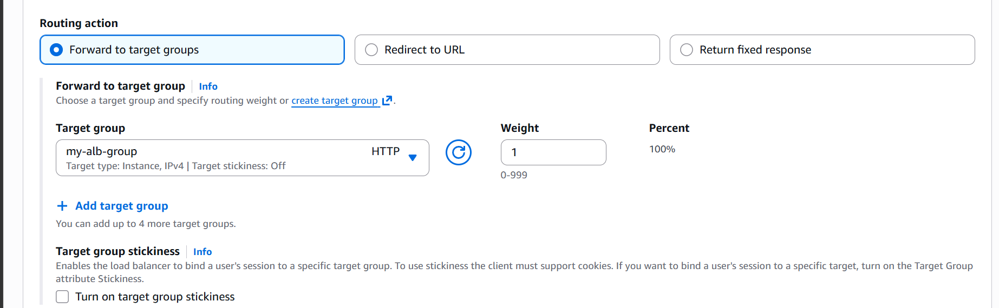 Routing action
Forward to target groups
Redirect to URL
Return fixed response
Forward to target group Info
Choose a target group and specify routing weight or create target group .
Target group
Weight
Percent
my-alb-group HTTP
Target type: Instance, IPv4 | Target stickiness: Off
1
100%
0-999
+ Add target group
You can add up to 4 more target groups.
Target group stickiness Info
Enables the load balancer to bind a user's session to a specific target group. To use stickiness the client must support cookies. If you want to bind a user's session to a specific target, turn on the Target Group
attribute Stickiness.
Turn on target group stickiness